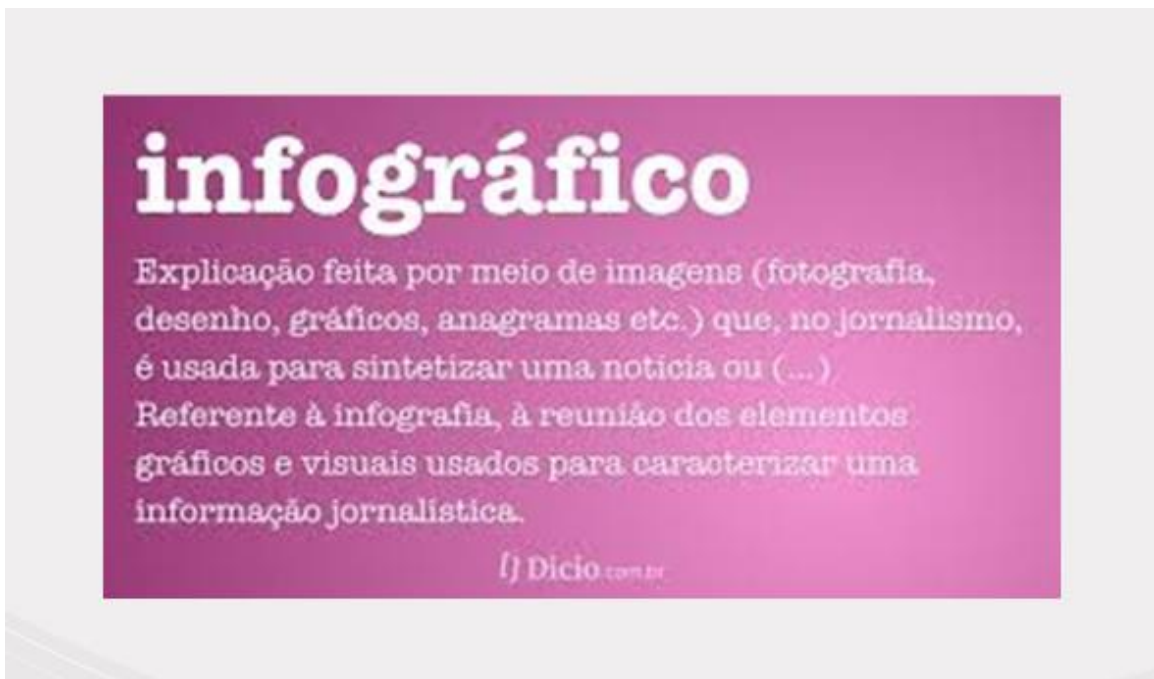 infográfico
Explicação feita por meio de imagens (fotografia,
desenho, gráficos, anagramas etc.) que, no jornalismo,
é usada para sintetizar uma notícia ou (...)
Referente à infografia, à reunião dos elementos
gráficos e visuais usados para caracterizar uma
informação jornalística.
Dicio.com.br